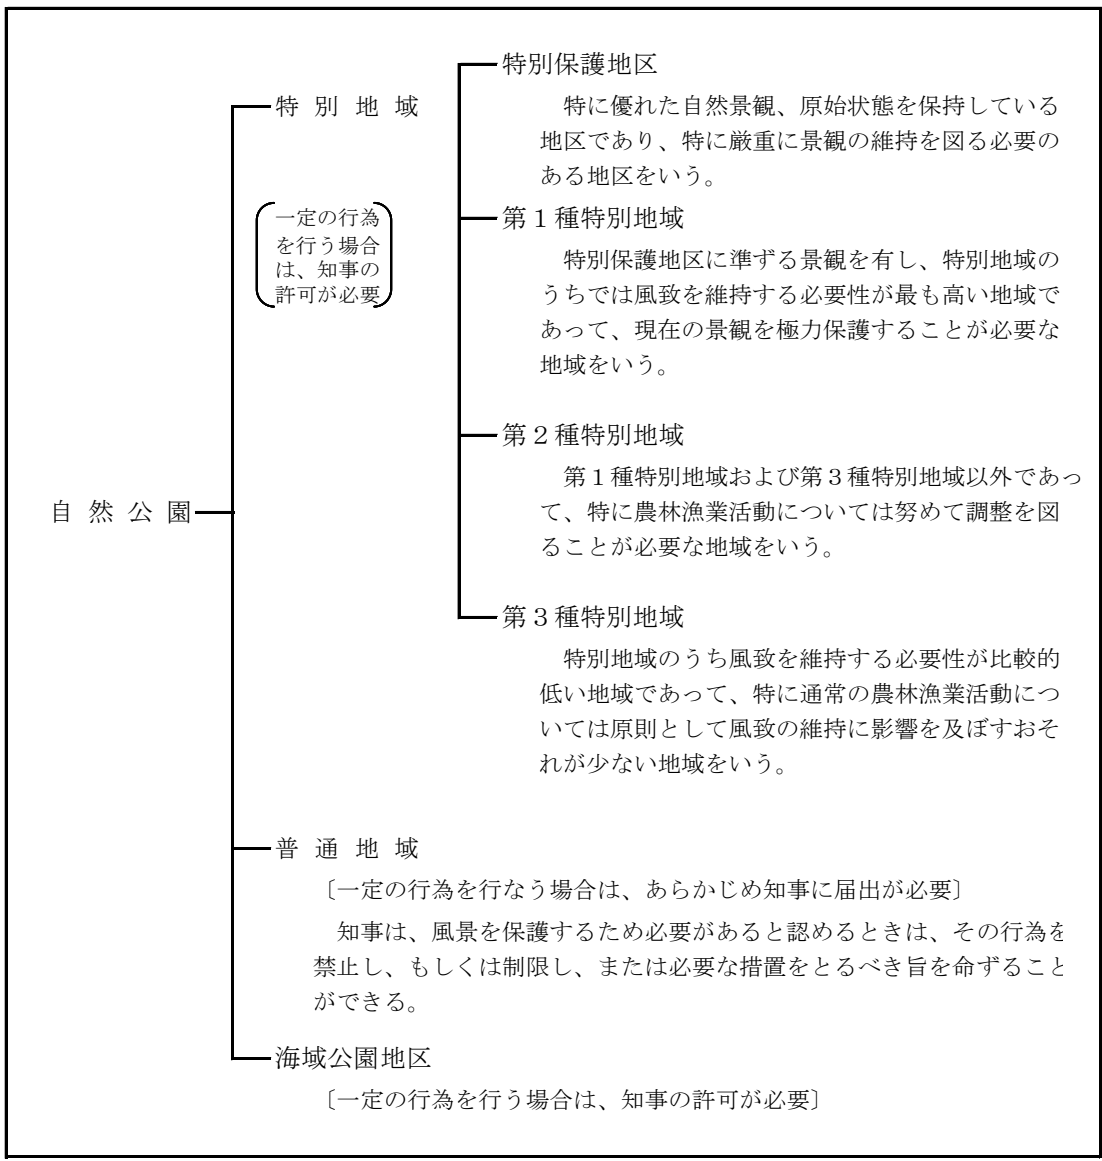 自然公園
特別地域
一定の行為
を行う場合
は、知事の
許可が必要
特別保護地区
特に優れた自然景観、原始状態を保持している
地区であり、特に厳重に景観の維持を図る必要の
ある地区をいう。
第１種特別地域
特別保護地区に準ずる景観を有し、特別地域の
うちでは風致を維持する必要性が最も高い地域で
あって、現在の景観を極力保護することが必要な
地域をいう。
第２種特別地域
第１種特別地域および第３種特別地域以外であっ
て、特に農林漁業活動については努めて調整を図
ることが必要な地域をいう。
第３種特別地域
特別地域のうち風致を維持する必要性が比較的
低い地域であって、特に通常の農林漁業活動につ
いては原則として風致の維持に影響を及ぼすおそ
れが少ない地域をいう。
普通地域
〔一定の行為を行なう場合は、あらかじめ知事に届出が必要〕
知事は、風景を保護するため必要があると認めるときは、その行為を
禁止し、もしくは制限し、または必要な措置をとるべき旨を命ずること
ができる。
海域公園地区
〔一定の行為を行う場合は、知事の許可が必要〕